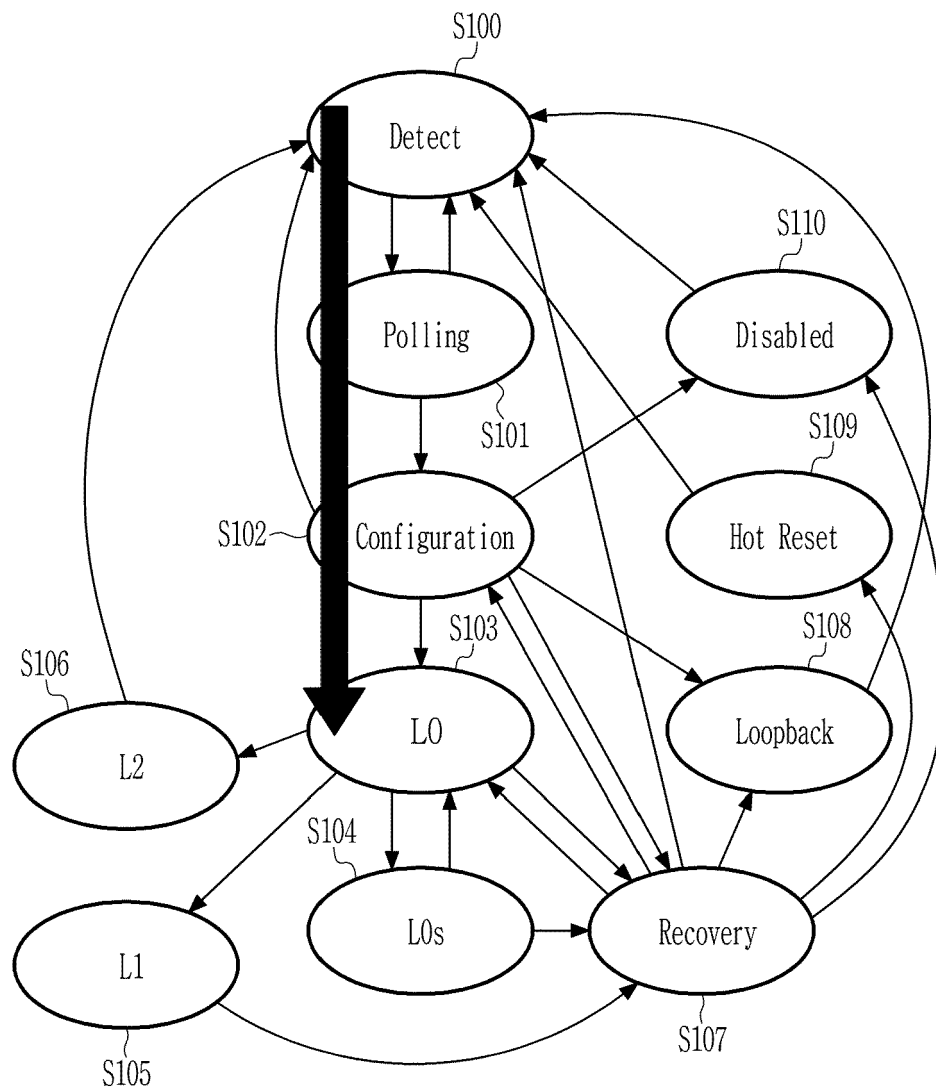 S100
Detect
S110
Polling
Disabled
S101
S109
S102
Configuration
Hot Reset
S103
S108
S106
L0
Loopback
L2
S104
L0s
Recovery
L1
S107
S105